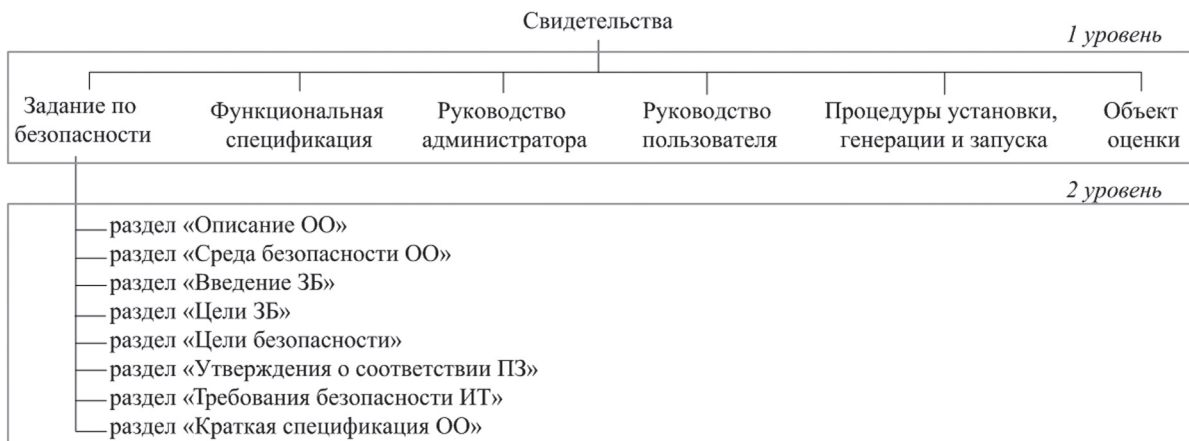 Свидетельства
1 уровень
Задание по
безопасности
Функциональная
спецификация
Руководство
администратора
Руководство
пользователя
Процедуры установки,
генерации и запуска
Объект
оценки
2 уровень
раздел «Описание ОО»
раздел «Среда безопасности ОО»
раздел «Введение ЗБ»
раздел «Цели ЗБ»
раздел «Цели безопасности»
раздел «Утверждения о соответствии ПЗ»
раздел «Требования безопасности ИТ»
раздел «Краткая спецификация ОО»